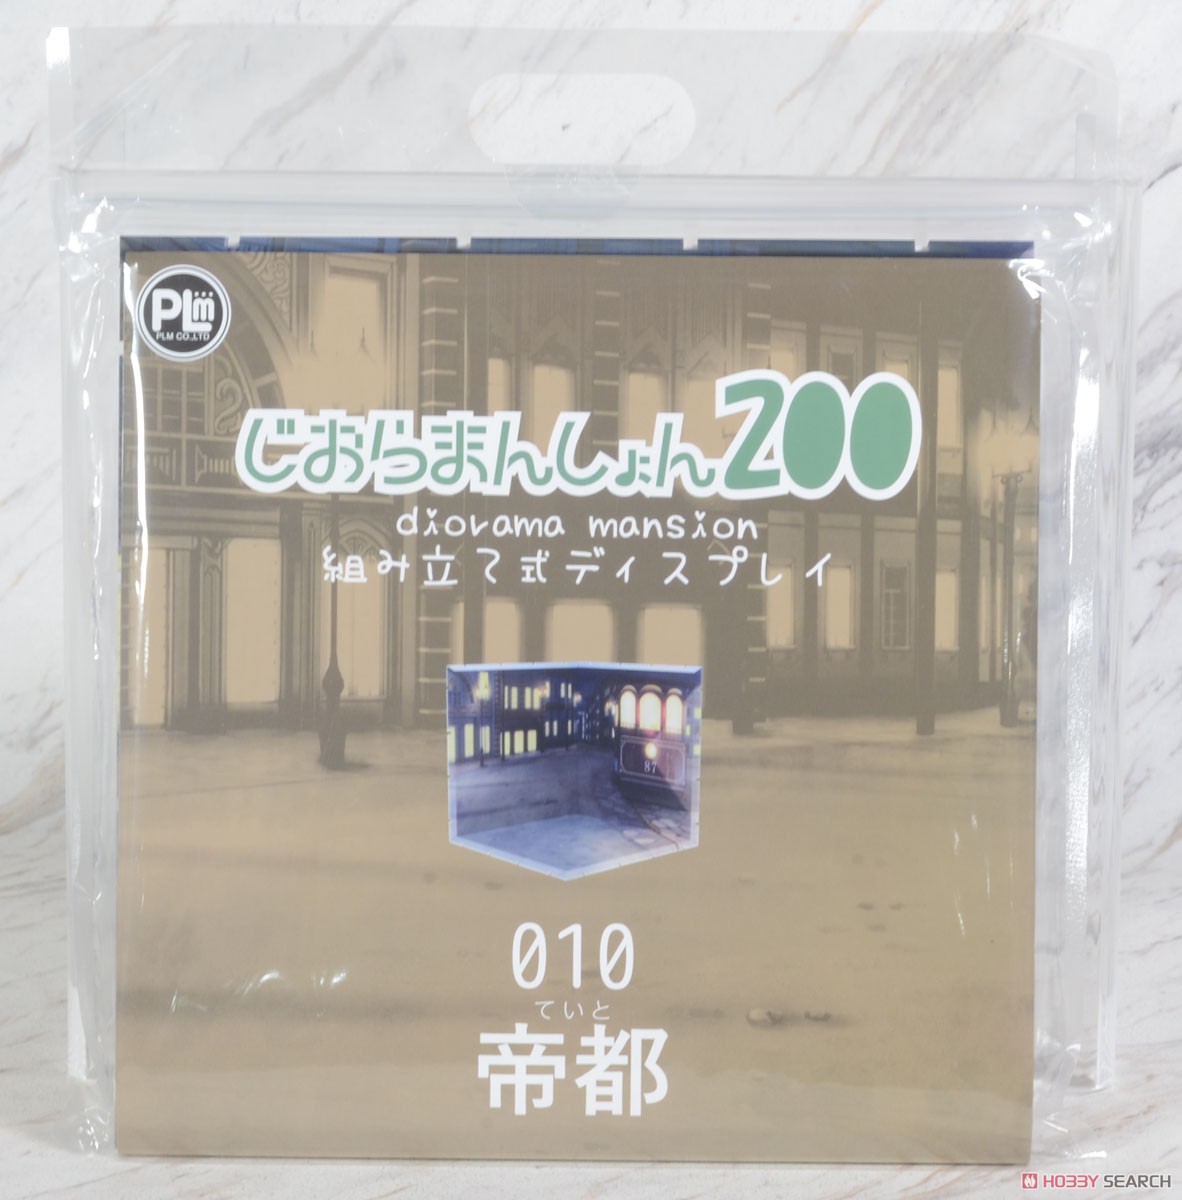 PLM
PLM CO.,LTD
じおらまんしょん200
diorama mansion
組み立て式ディスプレイ
87
010
ていと
帝都
HOBBY SEARCH